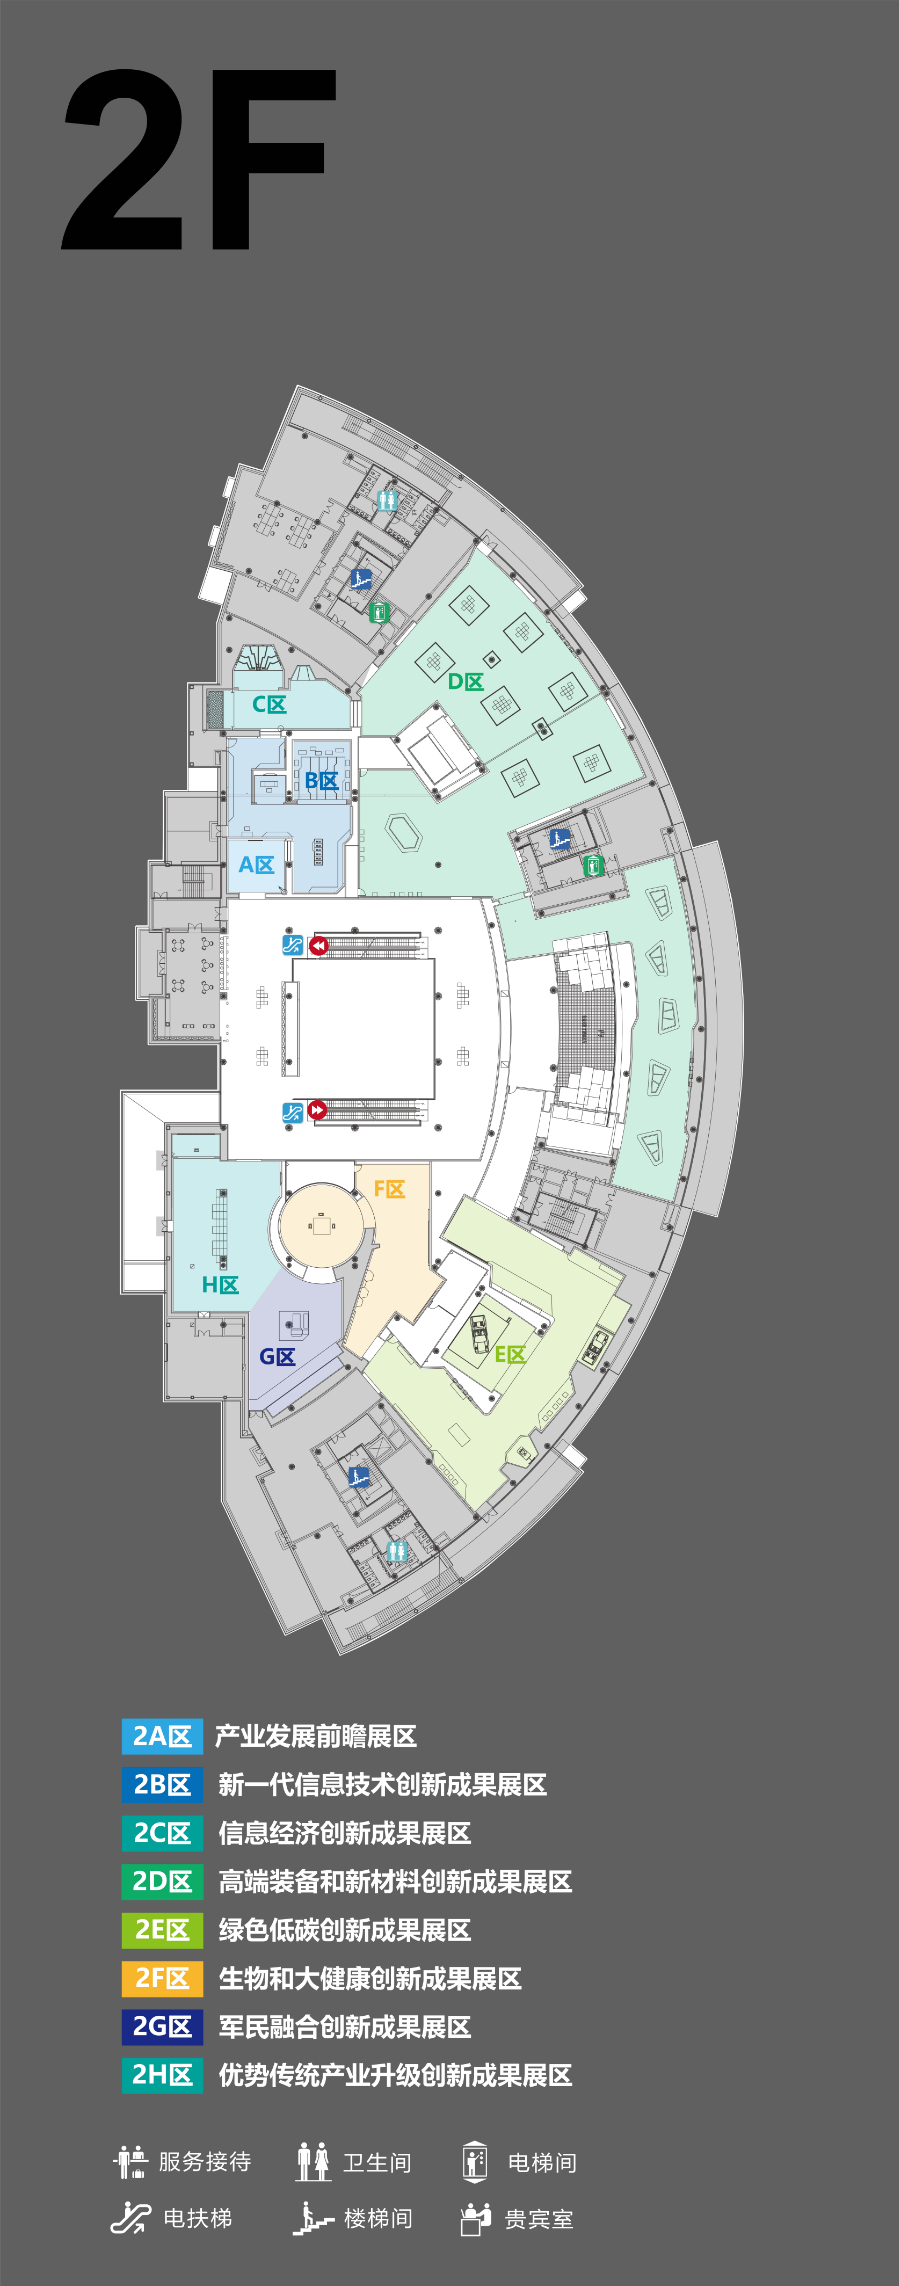 2F
D区
C区
B区
A区
F区
H区
E区
G区
2A区 产业发展前瞻展区
2B区 新一代信息技术创新成果展区
2C区 信息经济创新成果展区
2D区 高端装备和新材料创新成果展区
2E区 绿色低碳创新成果展区
2F区 生物和大健康创新成果展区
2G区 军民融合创新成果展区
2H区 优势传统产业升级创新成果展区
服务接待 卫生间 电梯间
电扶梯 楼梯间 贵宾室